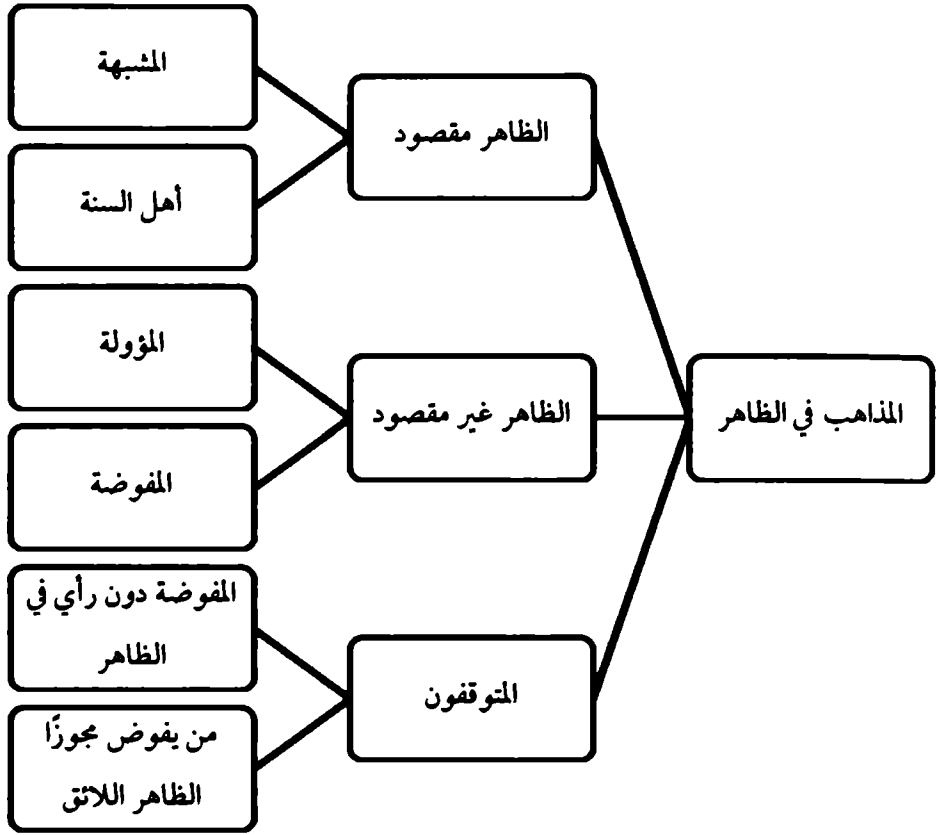 المذاهب في الظاهر
الظاهر مقصود
المشبهة
أهل السنة
الظاهر غير مقصود
المؤولة
المفوضة
المتوقفون
المفوضة دون رأي في
الظاهر
من يفوض مجوزًا
الظاهر اللائق